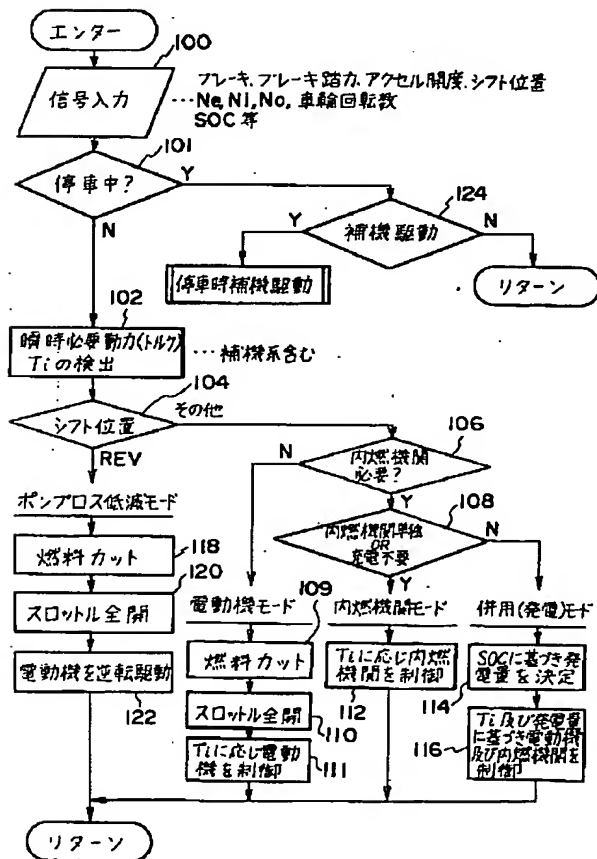 エンター
100
信号入力
ブレーキ、ブレーキ踏力、アクセル開度、シフト位置
…Ne, Ni, No, 車輪回転数
SOC 等
101
停車中?
Y
N
124
補機駆動
Y
N
停車時補機駆動
リターン
102
瞬時必要動力(トルク)
Tiの検出
…補機系含む
104
シフト位置
その他
REV
106
内燃機関
必要?
N
Y
108
内燃機関単独
OR
充電不要
N
Y
ポンプロス低減モード
燃料カット
118
120
スロットル全開
電動機を逆転駆動
122
電動機モード
109
燃料カット
スロットル全開
110
Tiに応じ電動
機を制御
111
内燃機関モード
Tiに応じ内燃
機関を制御
112
併用(発電)モード
SOCに基づき発
電量を決定
114
Ti及び発電量
に基づき電動機
及び内燃機関を
制御
116
リターン